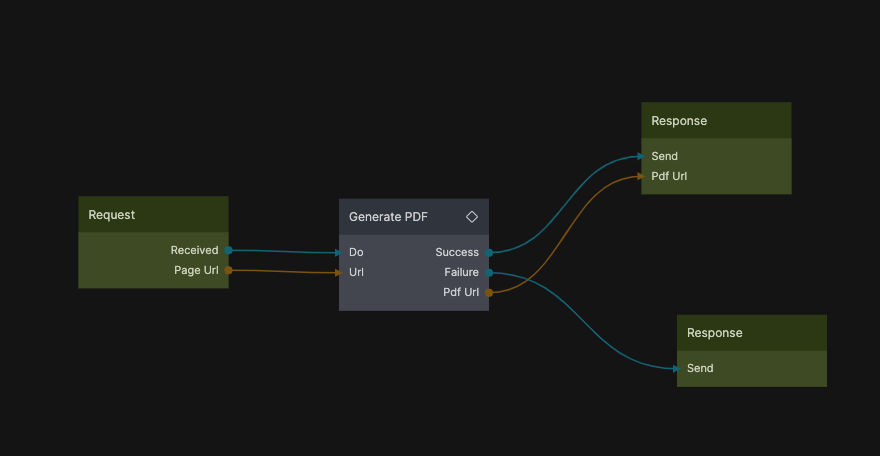 Request
Received
Page Url
Generate PDF
Do
Success
Url
Failure
Pdf Url
Response
Send
Pdf Url
Response
Send